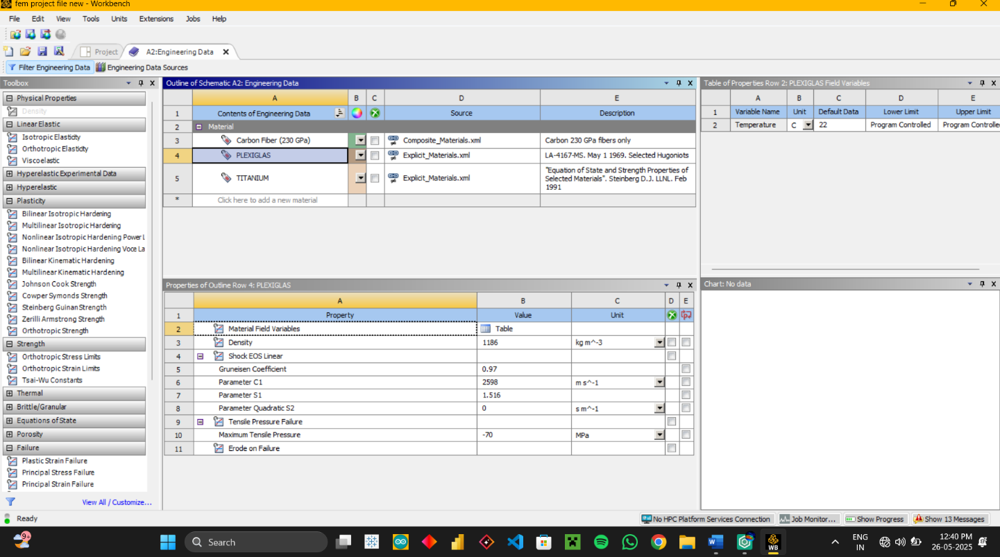 fem project file new - Workbench
File Edit View Tools Units Extensions Jobs Help
Project A2:Engineering Data
Filter Engineering Data Engineering Data Sources
Toolbox
Physical Properties
Density
Linear Elastic
Isotropic Elasticity
Orthotropic Elasticity
Viscoelastic
Hyperelastic Experimental Data
Hyperelastic
Plasticity
Bilinear Isotropic Hardening
Multilinear Isotropic Hardening
Nonlinear Isotropic Hardening Power L
Nonlinear Isotropic Hardening Voce La
Bilinear Kinematic Hardening
Multilinear Kinematic Hardening
Johnson Cook Strength
Cowper Symonds Strength
Steinberg Guinan Strength
Zerilli Armstrong Strength
Orthotropic Strength
Strength
Orthotropic Stress Limits
Orthotropic Strain Limits
Tsai-Wu Constants
Thermal
Brittle/Granular
Equations of State
Porosity
Failure
Plastic Strain Failure
Principal Stress Failure
Principal Strain Failure
View All / Customize...
Outline of Schematic A2: Engineering Data
A B C D E
1 Contents of Engineering Data Source Description
2 Material
3 Carbon Fiber (230 GPa) Composite_Materials.xml Carbon 230 GPa fibers only
4 PLEXIGLAS Explicit_Materials.xml LA-4167-MS. May 1 1969. Selected Hugoniots
5 TITANIUM Explicit_Materials.xml "Equation of State and Strength Properties of
Selected Materials". Steinberg D.J. LLNL. Feb
1991
* Click here to add a new material
Properties of Outline Row 4: PLEXIGLAS
A B C D E
1 Property Value Unit
2 Material Field Variables Table
3 Density 1186 kg m^-3
4 Shock EOS Linear
5 Gruneisen Coefficient 0.97
6 Parameter C1 2598 m s^-1
7 Parameter S1 1.516
8 Parameter Quadratic S2 0 s m^-1
9 Tensile Pressure Failure
10 Maximum Tensile Pressure -70 MPa
11 Erode on Failure
Table of Properties Row 2: PLEXIGLAS Field Variables
A B C D E
1 Variable Name Unit Default Data Lower Limit Upper Limit
2 Temperature C 22 Program Controlled Program Controlle
Chart: No data
Ready
No HPC Platform Services Connection Job Monitor... Show Progress Show 13 Messages
9+
Search
WB
ENG
IN
12:40 PM
26-05-2025